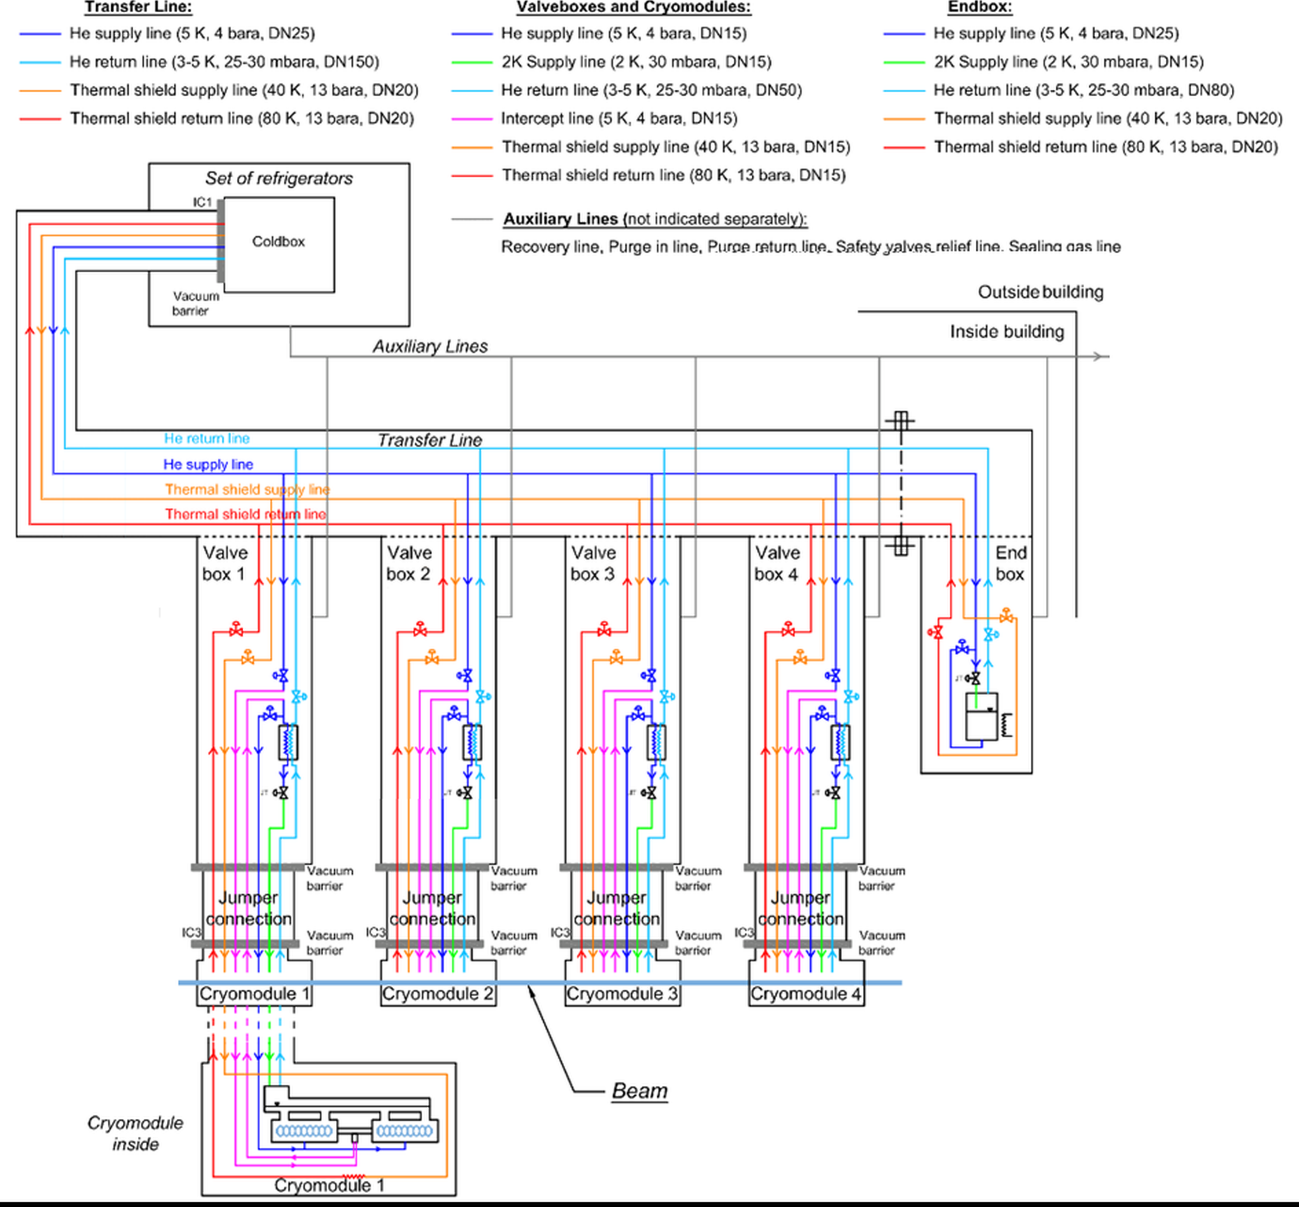 Transfer Line:
He supply line (5 K, 4 bara, DN25)
He return line (3-5 K, 25-30 mbara, DN150)
Thermal shield supply line (40 K, 13 bara, DN20)
Thermal shield return line (80 K, 13 bara, DN20)
Valveboxes and Cryomodules:
He supply line (5 K, 4 bara, DN15)
2K Supply line (2 K, 30 mbara, DN15)
He return line (3-5 K, 25-30 mbara, DN50)
Intercept line (5 K, 4 bara, DN15)
Thermal shield supply line (40 K, 13 bara, DN15)
Thermal shield return line (80 K, 13 bara, DN15)
Auxiliary Lines (not indicated separately):
Recovery line, Purge in line, Purge return line, Safety valves relief line, Sealing gas line
Endbox:
He supply line (5 K, 4 bara, DN25)
2K Supply line (2 K, 30 mbara, DN15)
He return line (3-5 K, 25-30 mbara, DN80)
Thermal shield supply line (40 K, 13 bara, DN20)
Thermal shield return line (80 K, 13 bara, DN20)
Set of refrigerators
IC1
Coldbox
Vacuum
barrier
Outside building
Inside building
Auxiliary Lines
Transfer Line
He return line
He supply line
Thermal shield supply line
Thermal shield return line
Valve
box 1
Valve
box 2
Valve
box 3
Valve
box 4
End
box
JT
JT
JT
JT
JT
Vacuum
barrier
Vacuum
barrier
Vacuum
barrier
Vacuum
barrier
Jumper
connection
Jumper
connection
Jumper
connection
Jumper
connection
IC3
IC3
IC3
IC3
Vacuum
barrier
Vacuum
barrier
Vacuum
barrier
Vacuum
barrier
Cryomodule 1
Cryomodule 2
Cryomodule 3
Cryomodule 4
Beam
Cryomodule
inside
Cryomodule 1